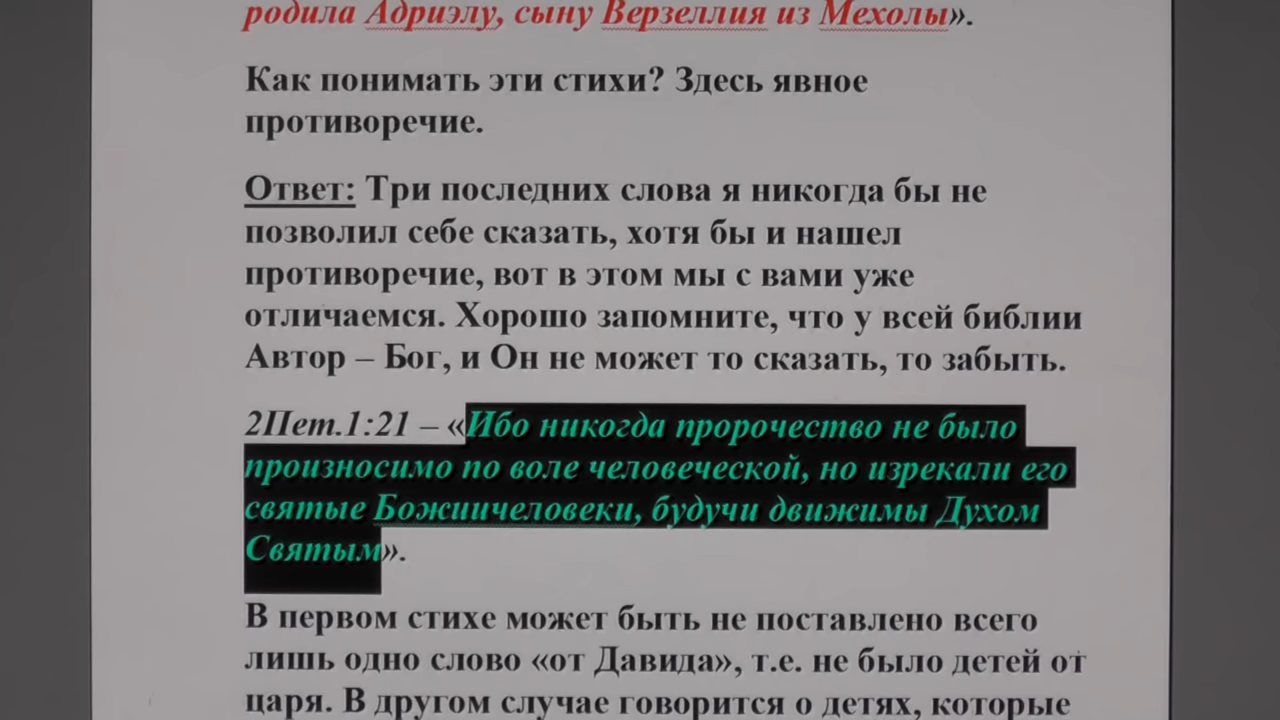 родила Адриэлу, сыну Верзеллия из Мехолы».
Как понимать эти стихи? Здесь явное
противоречие.
Ответ: Три последних слова я никогда бы не
позволил себе сказать, хотя бы и нашел
противоречие, вот в этом мы с вами уже
отличаемся. Хорошо запомните, что у всей библии
Автор – Бог, и Он не может то сказать, то забыть.
2Пет.1:21 – «Ибо никогда пророчество не было
произносимо по воле человеческой, но изрекали его
святые Божиичеловеки, будучи движимы Духом
Святым».
В первом стихе может быть не поставлено всего
лишь одно слово «от Давида», т.е. не было детей от
царя. В другом случае говорится о детях, которые